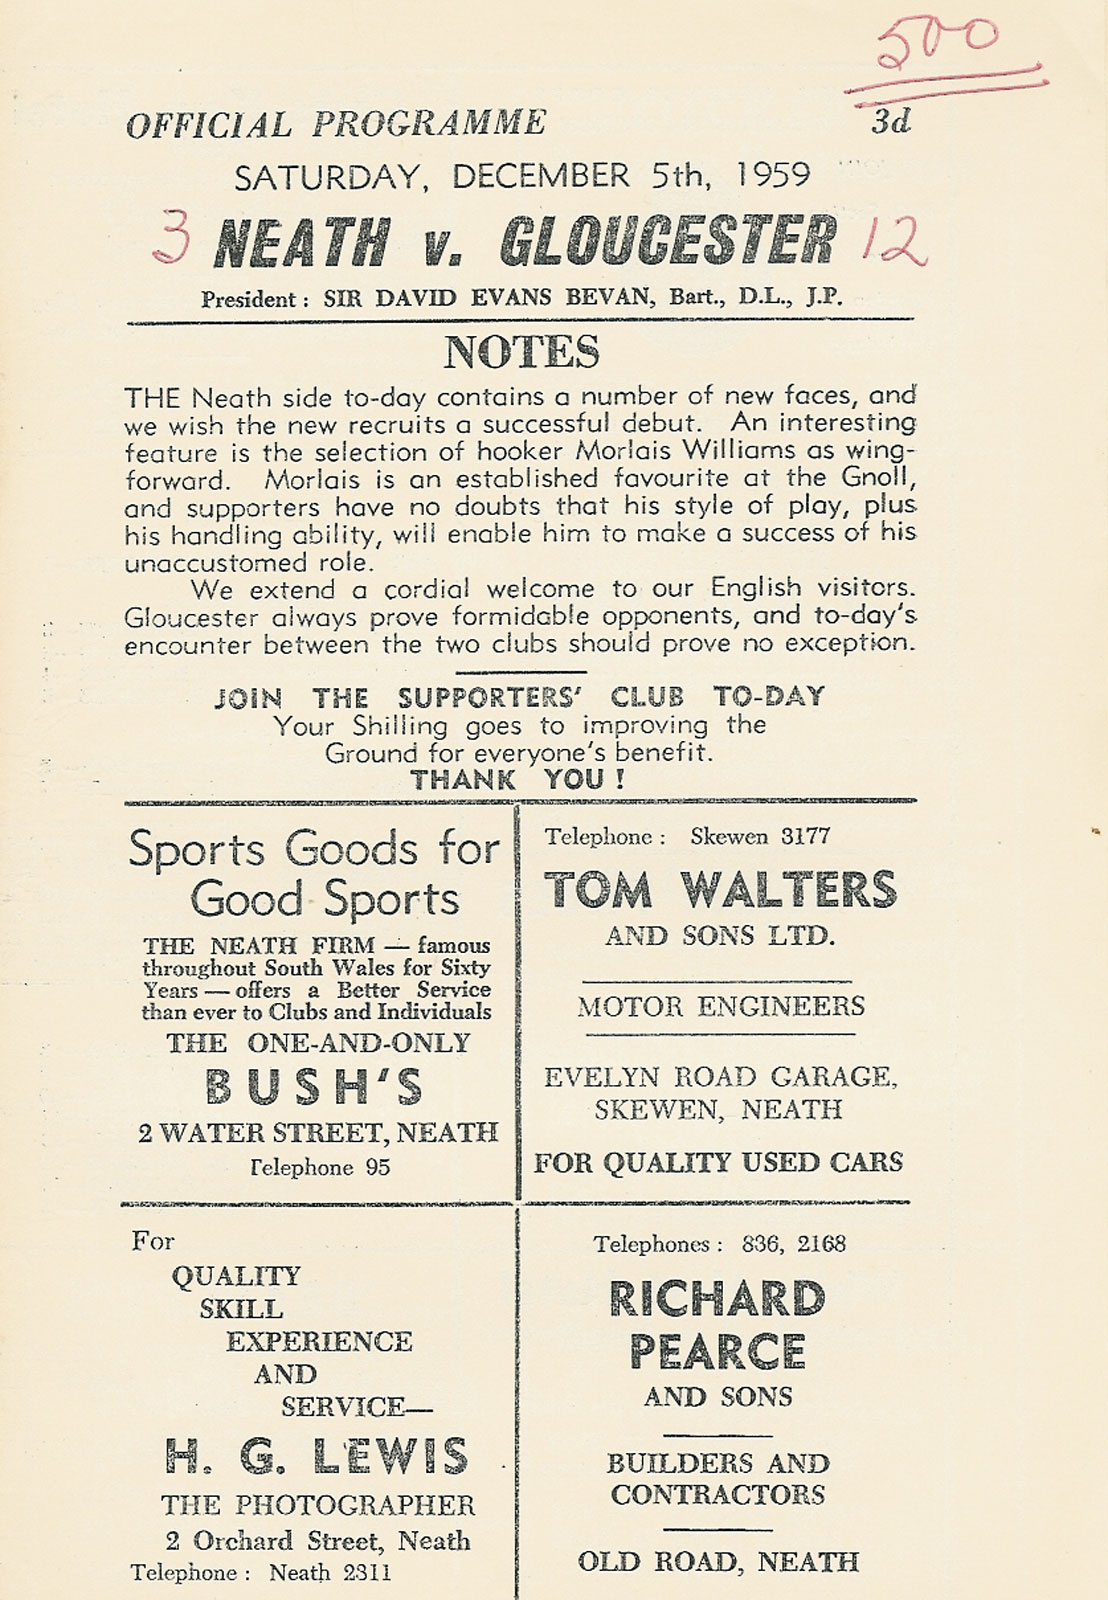 500
OFFICIAL PROGRAMME 3d
SATURDAY, DECEMBER 5th, 1959
3 NEATH v. GLOUCESTER 12
President : SIR DAVID EVANS BEVAN, Bart., D.L., J.P.
NOTES
THE Neath side to-day contains a number of new faces, and
we wish the new recruits a successful debut. An interesting
feature is the selection of hooker Morlais Williams as wing-
forward. Morlais is an established favourite at the Gnoll,
and supporters have no doubts that his style of play, plus
his handling ability, will enable him to make a success of his
unaccustomed role.
We extend a cordial welcome to our English visitors.
Gloucester always prove formidable opponents, and to-day's
encounter between the two clubs should prove no exception.
JOIN THE SUPPORTERS' CLUB TO-DAY
Your Shilling goes to improving the
Ground for everyone's benefit.
THANK YOU !
Sports Goods for
Good Sports
THE NEATH FIRM — famous
throughout South Wales for Sixty
Years — offers a Better Service
than ever to Clubs and Individuals
THE ONE-AND-ONLY
BUSH'S
2 WATER STREET, NEATH
Telephone 95
Telephone : Skewen 3177
TOM WALTERS
AND SONS LTD.
MOTOR ENGINEERS
EVELYN ROAD GARAGE,
SKEWEN, NEATH
FOR QUALITY USED CARS
For
QUALITY
SKILL
EXPERIENCE
AND
SERVICE—
H. G. LEWIS
THE PHOTOGRAPHER
2 Orchard Street, Neath
Telephone : Neath 2311
Telephones : 836, 2168
RICHARD
PEARCE
AND SONS
BUILDERS AND
CONTRACTORS
OLD ROAD, NEATH